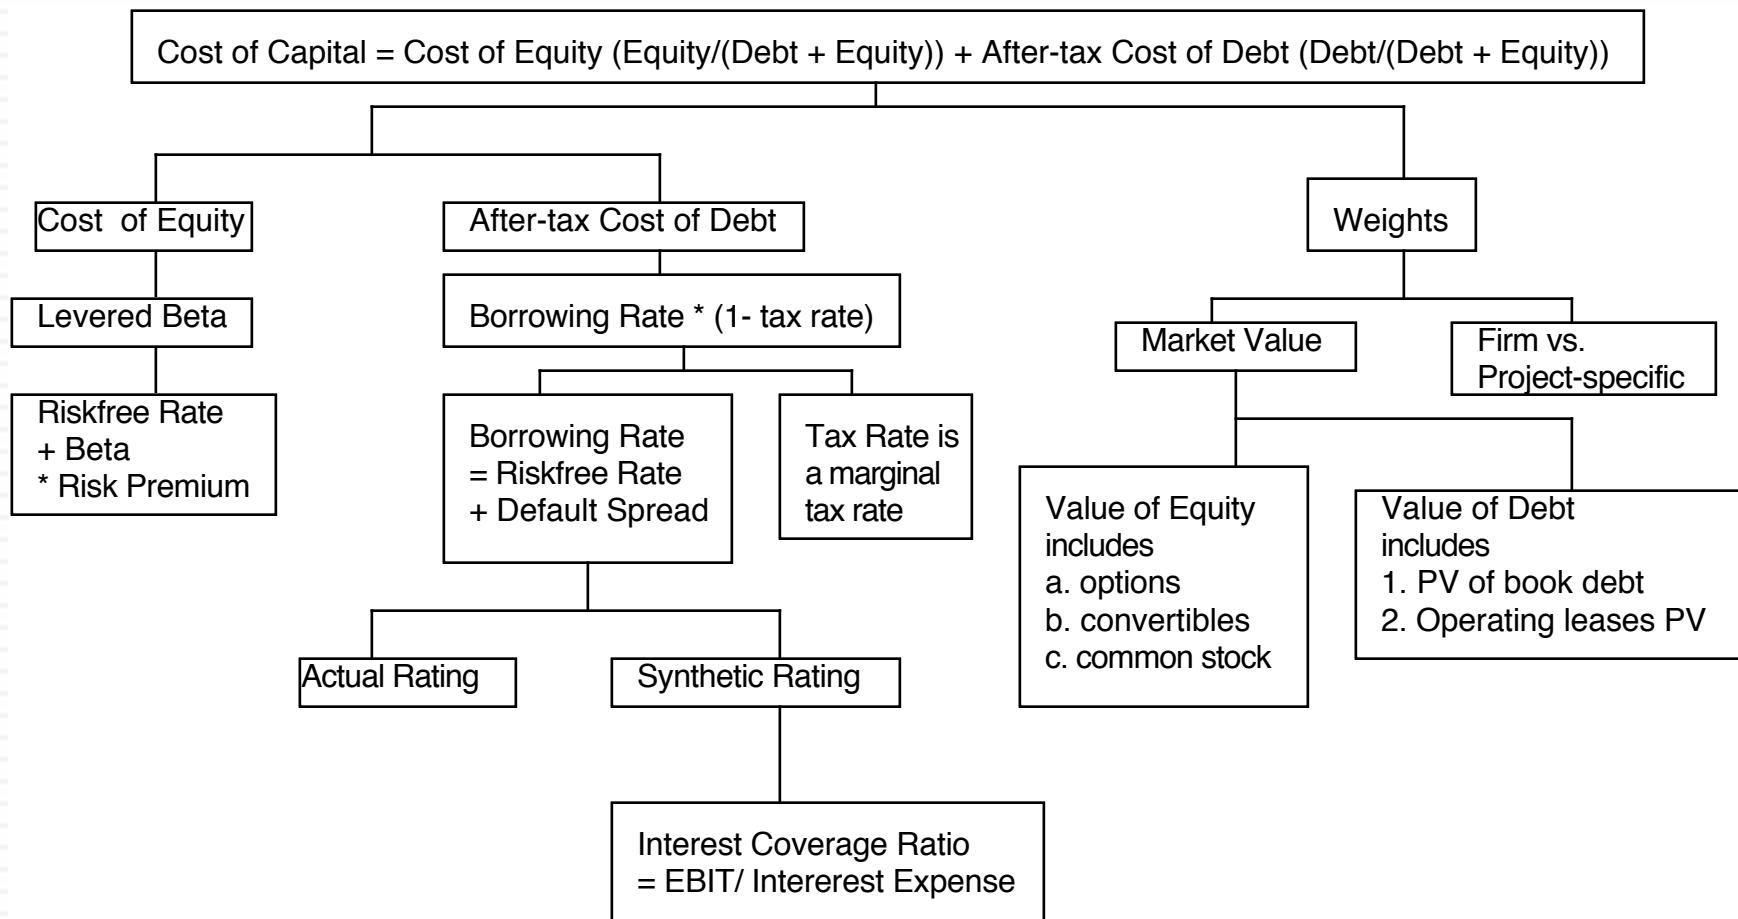 Cost of Capital = Cost of Equity (Equity/(Debt + Equity)) + After-tax Cost of Debt (Debt/(Debt + Equity))
Cost of Equity
After-tax Cost of Debt
Weights
Levered Beta
Borrowing Rate * (1- tax rate)
Market Value
Firm vs.
Project-specific
Riskfree Rate
+ Beta
* Risk Premium
Borrowing Rate
= Riskfree Rate
+ Default Spread
Tax Rate is
a marginal
tax rate
Value of Equity
includes
a. options
b. convertibles
c. common stock
Value of Debt
includes
1. PV of book debt
2. Operating leases PV
Actual Rating
Synthetic Rating
Interest Coverage Ratio
= EBIT/ Intererest Expense